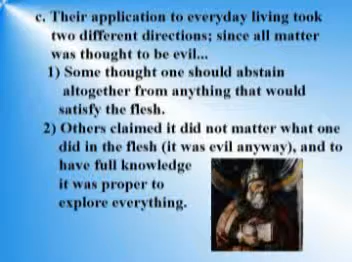 c. Their application to everyday living took
two different directions; since all matter
was thought to be evil...
1) Some thought one should abstain
altogether from anything that would
satisfy the flesh.
2) Others claimed it did not matter what one
did in the flesh (it was evil anyway), and to
have full knowledge
it was proper to
explore everything.